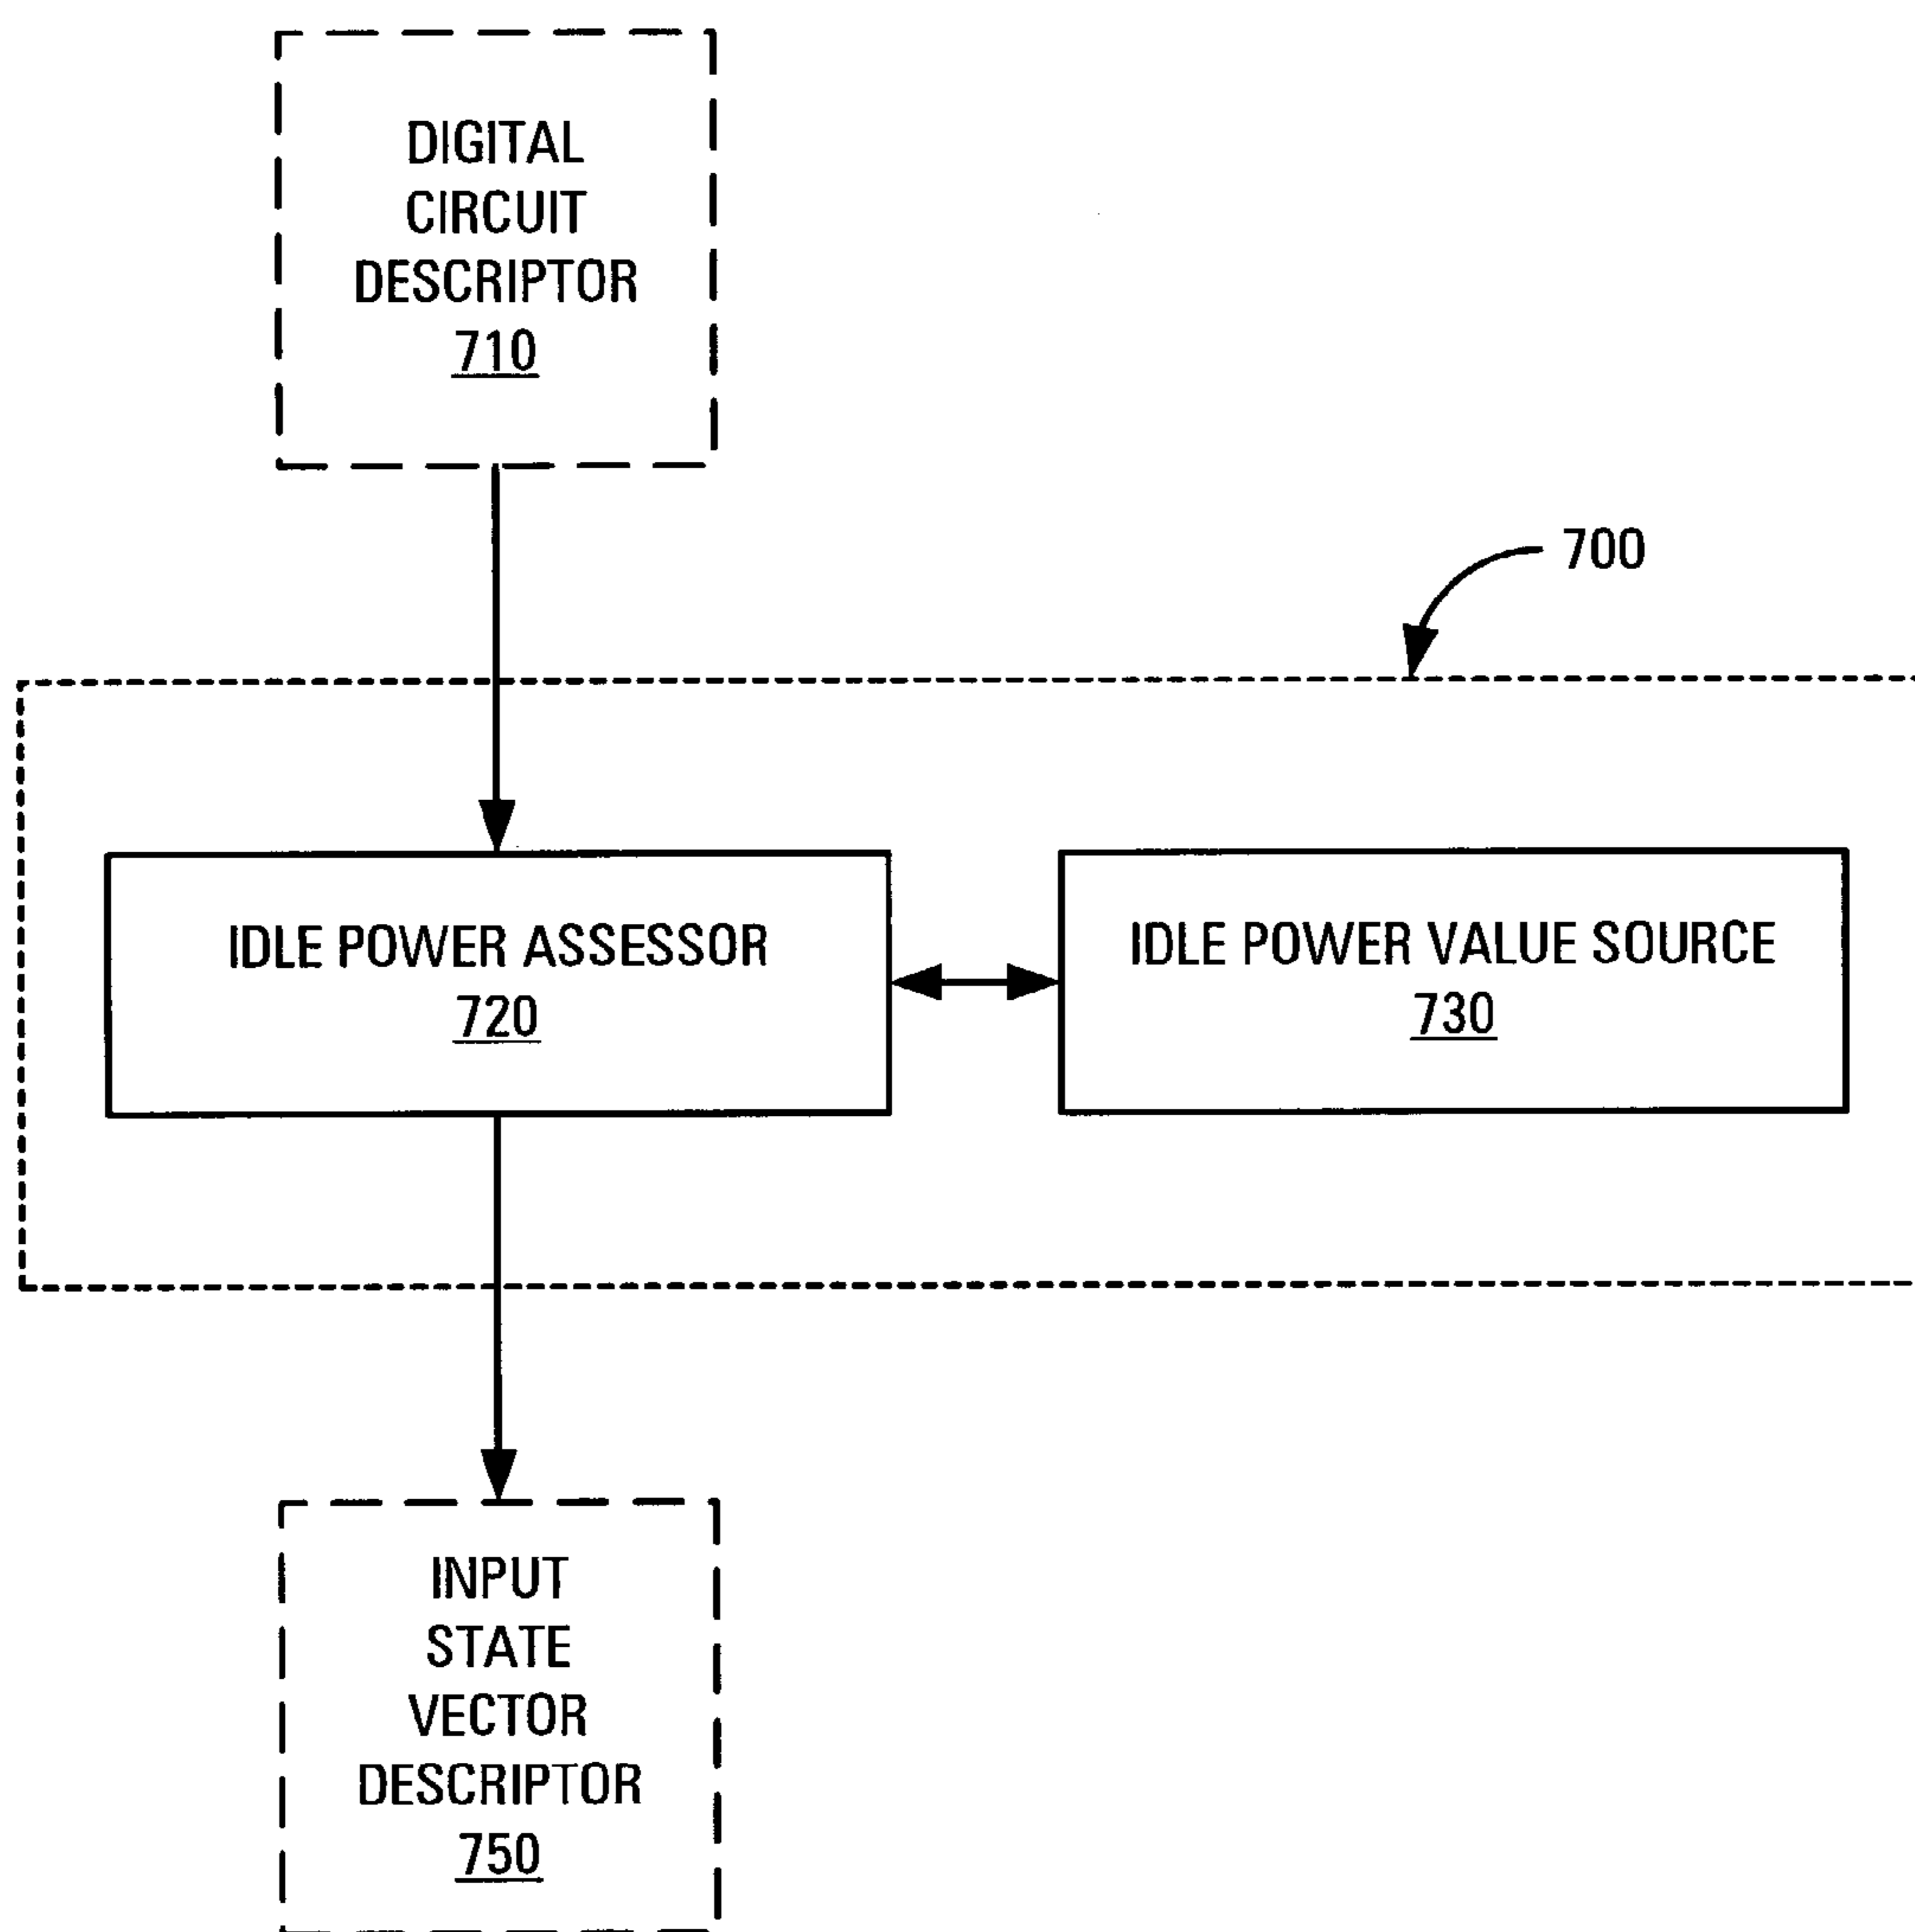 DIGITAL
CIRCUIT
DESCRIPTOR
710
700
IDLE POWER ASSESSOR
720
IDLE POWER VALUE SOURCE
730
INPUT
STATE
VECTOR
DESCRIPTOR
750